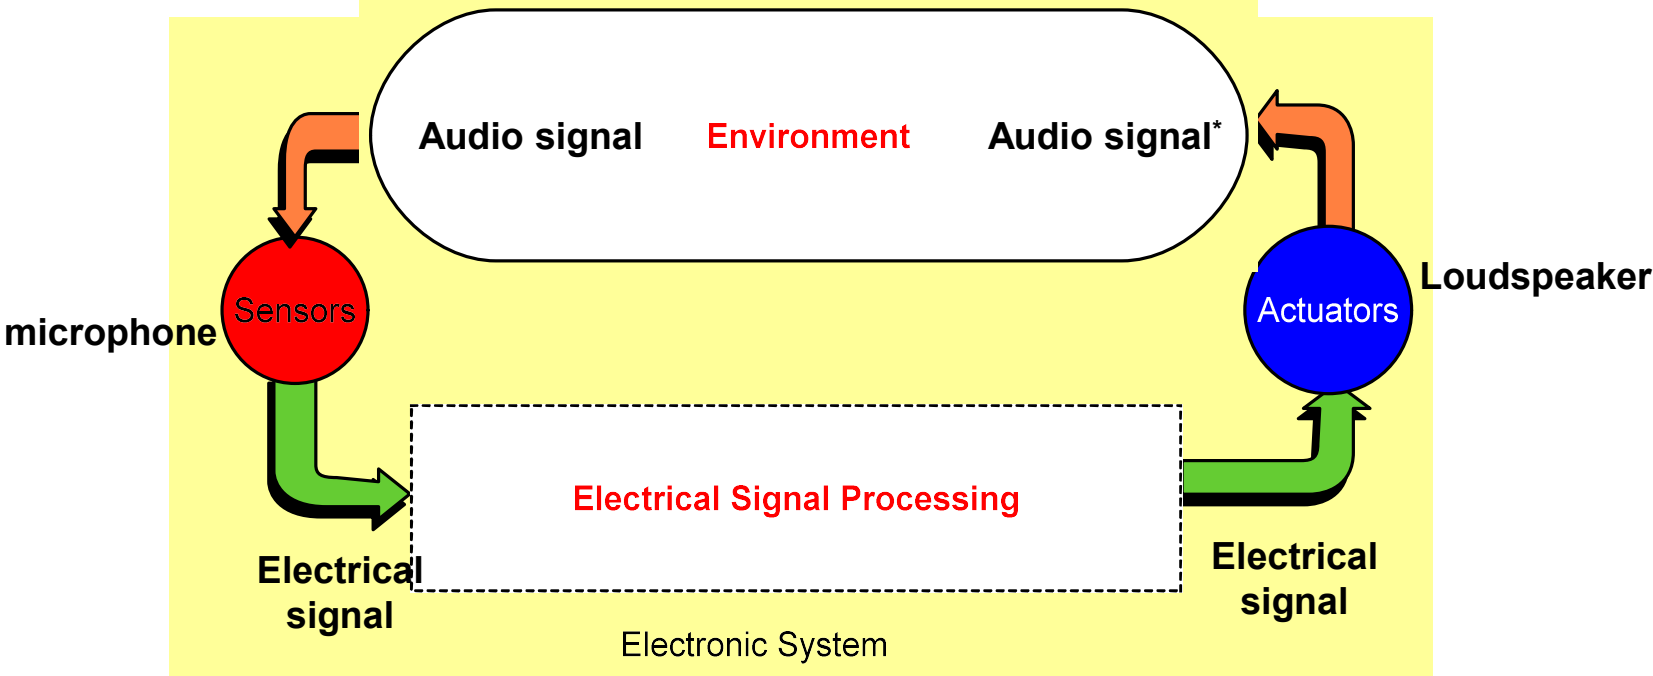 Audio signal Environment Audio signal*
microphone Sensors Actuators Loudspeaker
Electrical Signal Processing
Electrical
signal
Electrical
signal
Electronic System